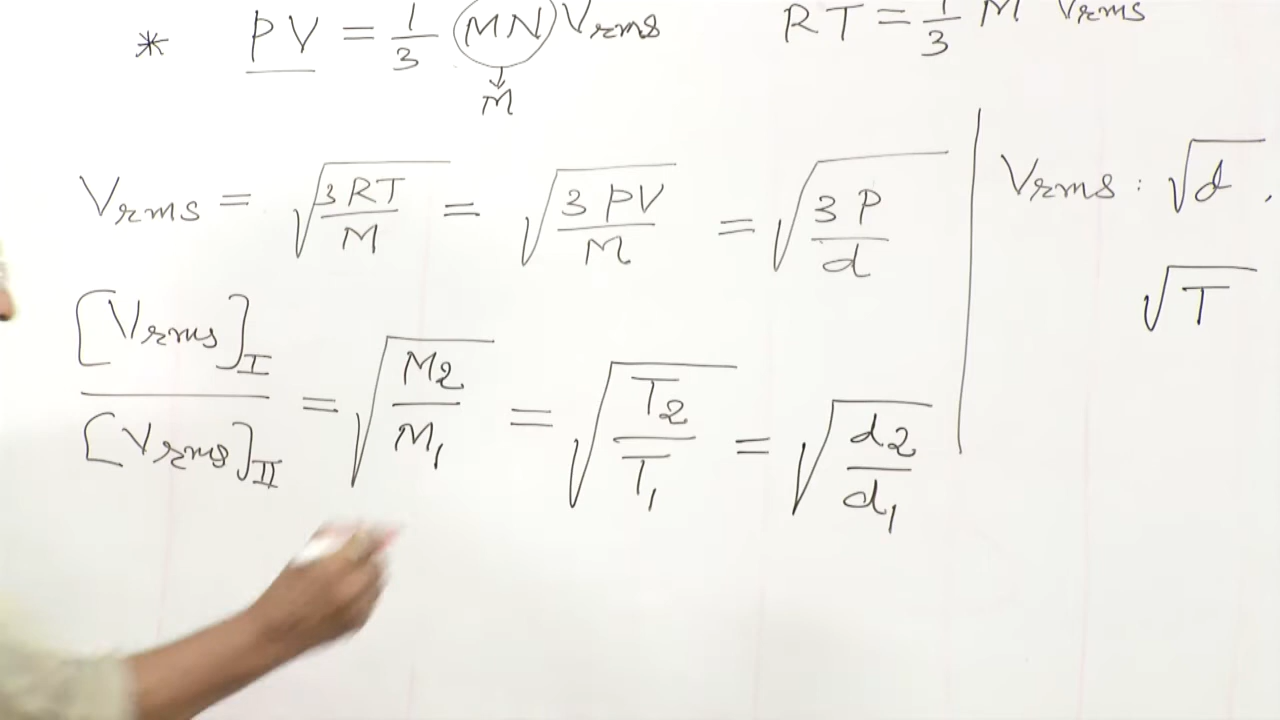 * PV = 1/3 MN Vrms RT = 1/3 M Vrms
M
Vrms = √(3RT/M) = √(3PV/M) = √(3P/d)
Vrms : √d .
√T
[Vrms]I / [Vrms]II = √(M2/M1) = √(T2/T1) = √(d2/d1)